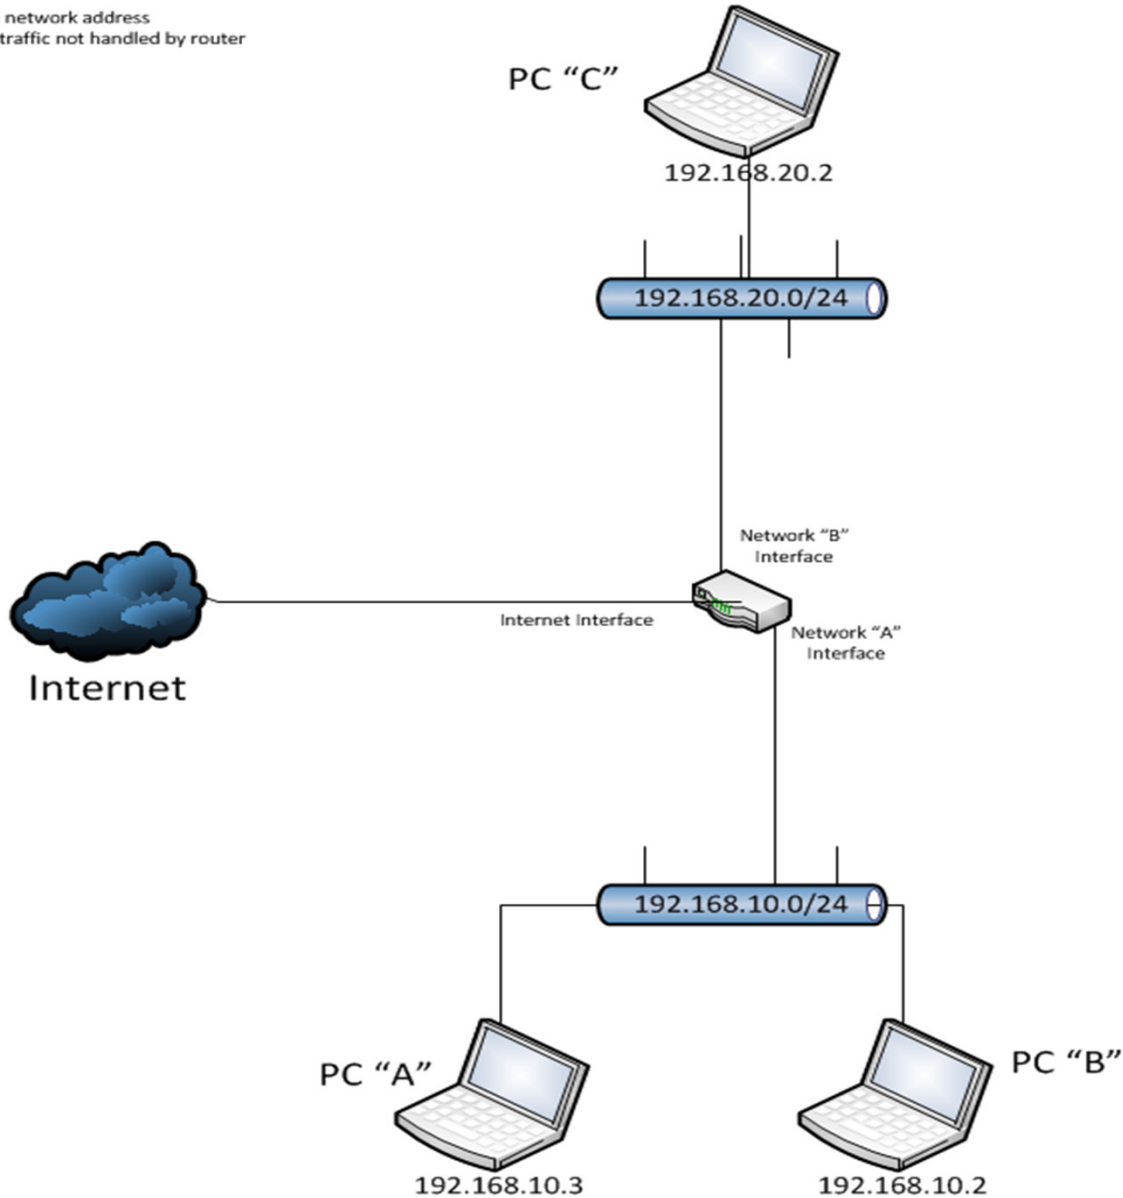 network address
traffic not handled by router
PC “C”
192.168.20.2
192.168.20.0/24
Network “B”
Interface
Internet Interface
Network “A”
Interface
Internet
192.168.10.0/24
PC “A”
PC “B”
192.168.10.3
192.168.10.2